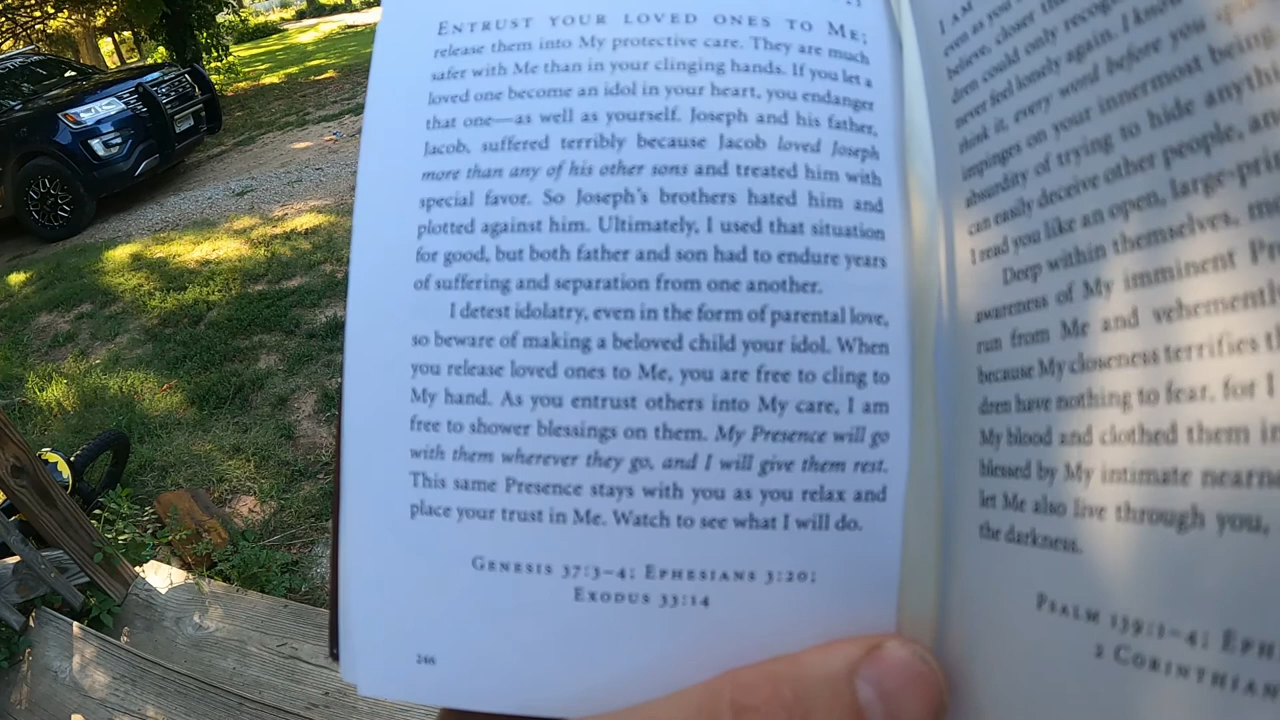 ENTRUST YOUR LOVED ONES TO ME;
release them into My protective care. They are much
safer with Me than in your clinging hands. If you let a
loved one become an idol in your heart, you endanger
that one—as well as yourself. Joseph and his father,
Jacob, suffered terribly because Jacob loved Joseph
more than any of his other sons and treated him with
special favor. So Joseph's brothers hated him and
plotted against him. Ultimately, I used that situation
for good, but both father and son had to endure years
of suffering and separation from one another.
I detest idolatry, even in the form of parental love,
so beware of making a beloved child your idol. When
you release loved ones to Me, you are free to cling to
My hand. As you entrust others into My care, I am
free to shower blessings on them. My Presence will go
with them wherever they go, and I will give them rest.
This same Presence stays with you as you relax and
place your trust in Me. Watch to see what I will do.
GENESIS 37:3–4; EPHESIANS 3:20;
EXODUS 33:14
246
I AM
even as you
believe, closer
dren could only
never feel lonely again. I know
think it, every word before you
impinges on your innermost being.
absurdity of trying to hide
can easily deceive other people,
I read you like an open,
Deep within themselves,
awareness of My imminent
run from Me and
because My closeness terrifies
dren have nothing to fear, for I
My blood and clothed them
blessed by My intimate
let Me also live through you,
the darkness.
PSALM 139:1–4;
2